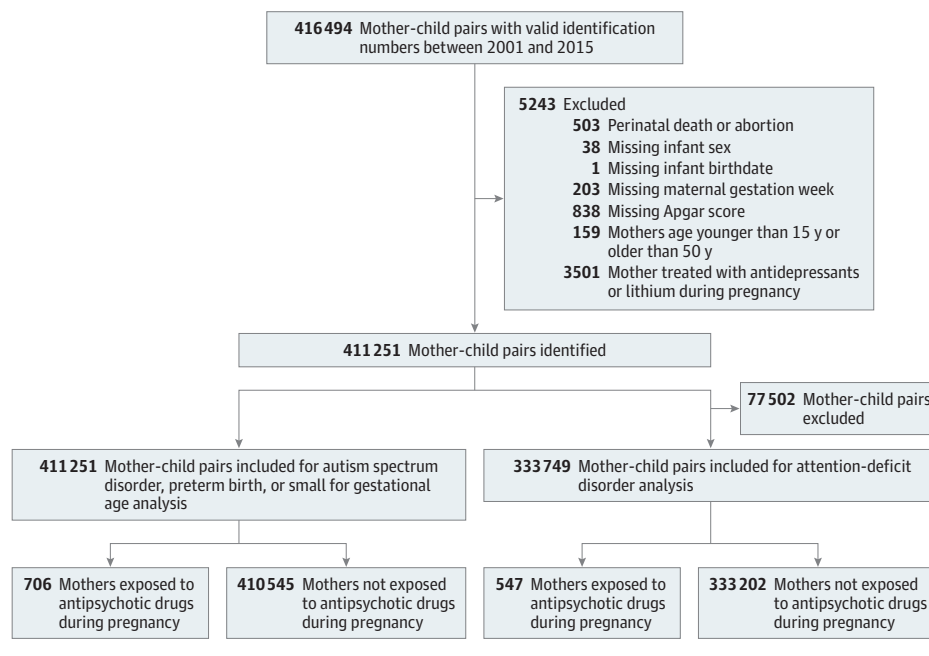 416494 Mother-child pairs with valid identification
numbers between 2001 and 2015
5243 Excluded
503 Perinatal death or abortion
38 Missing infant sex
1 Missing infant birthdate
203 Missing maternal gestation week
838 Missing Apgar score
159 Mothers age younger than 15 y or
older than 50 y
3501 Mother treated with antidepressants
or lithium during pregnancy
411251 Mother-child pairs identified
77502 Mother-child pairs
excluded
411251 Mother-child pairs included for autism spectrum
disorder, preterm birth, or small for gestational
age analysis
333749 Mother-child pairs included for attention-deficit
disorder analysis
706 Mothers exposed to
antipsychotic drugs
during pregnancy
410545 Mothers not exposed
to antipsychotic drugs
during pregnancy
547 Mothers exposed to
antipsychotic drugs
during pregnancy
333202 Mothers not exposed
to antipsychotic drugs
during pregnancy